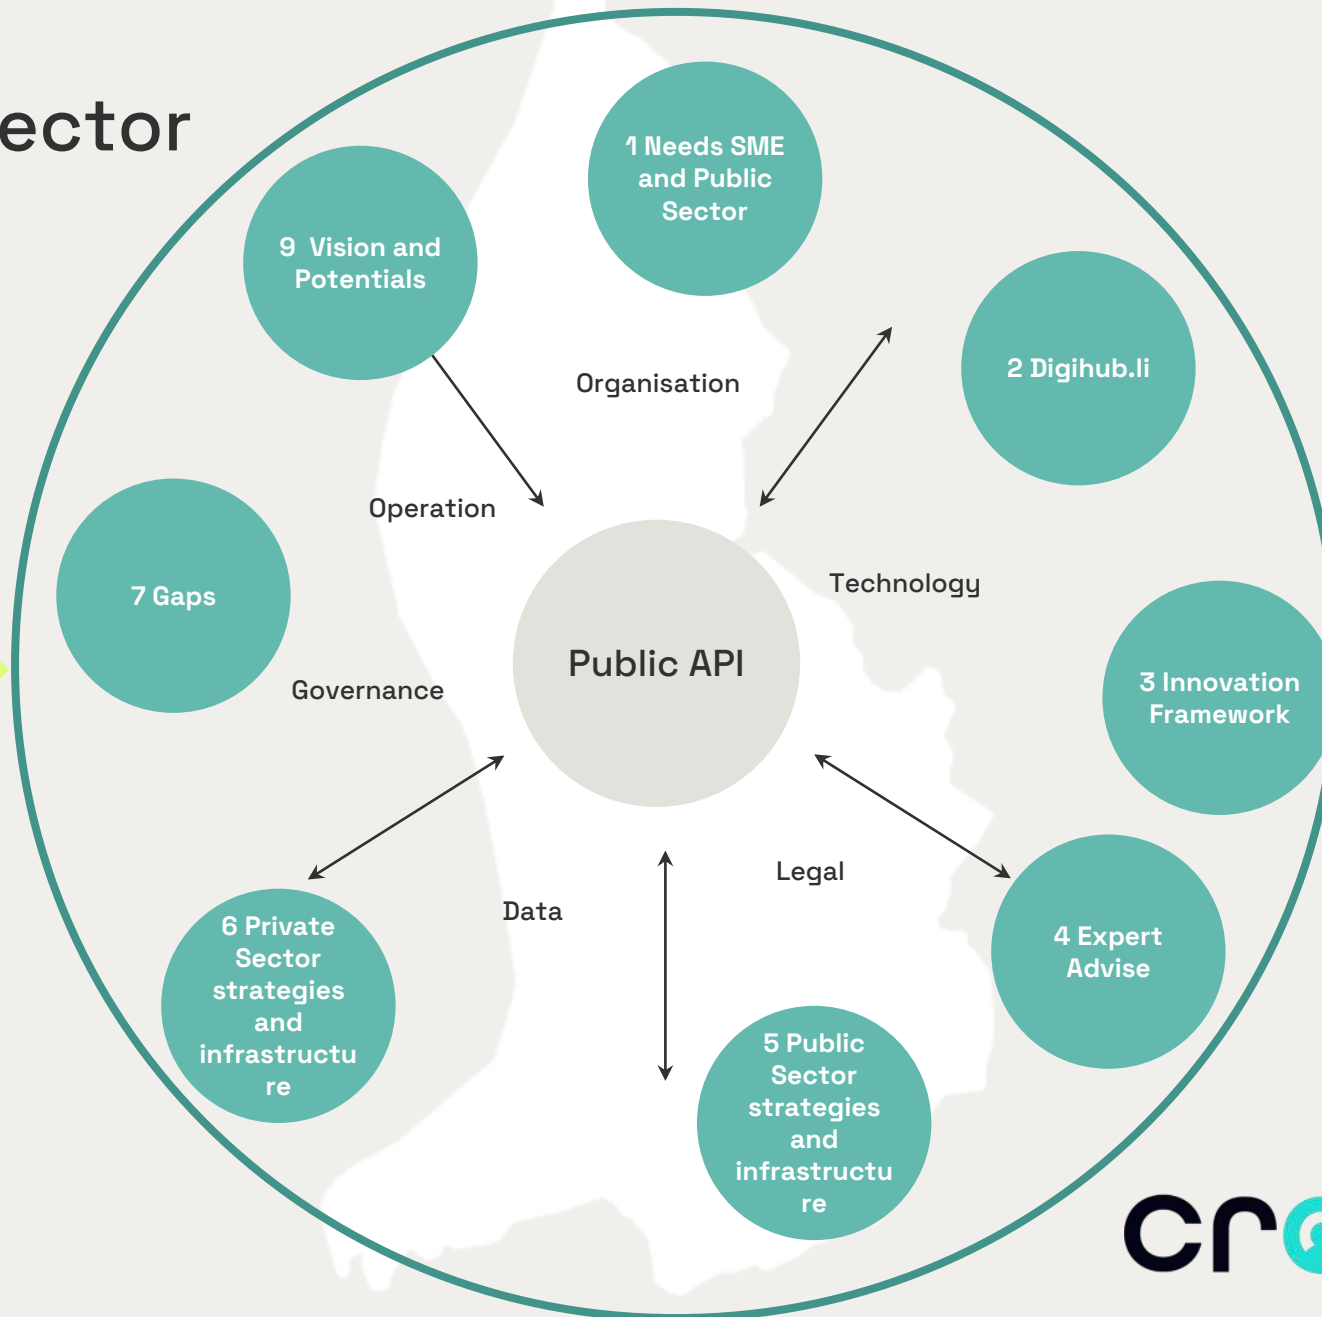 ector
1 Needs SME
and Public
Sector
9 Vision and
Potentials
2 Digihub.li
Organisation
Operation
Technology
7 Gaps
Public API
Governance
3 Innovation
Framework
Legal
Data
6 Private
Sector
strategies
and
infrastructu
re
4 Expert
Advise
5 Public
Sector
strategies
and
infrastructu
re
cr